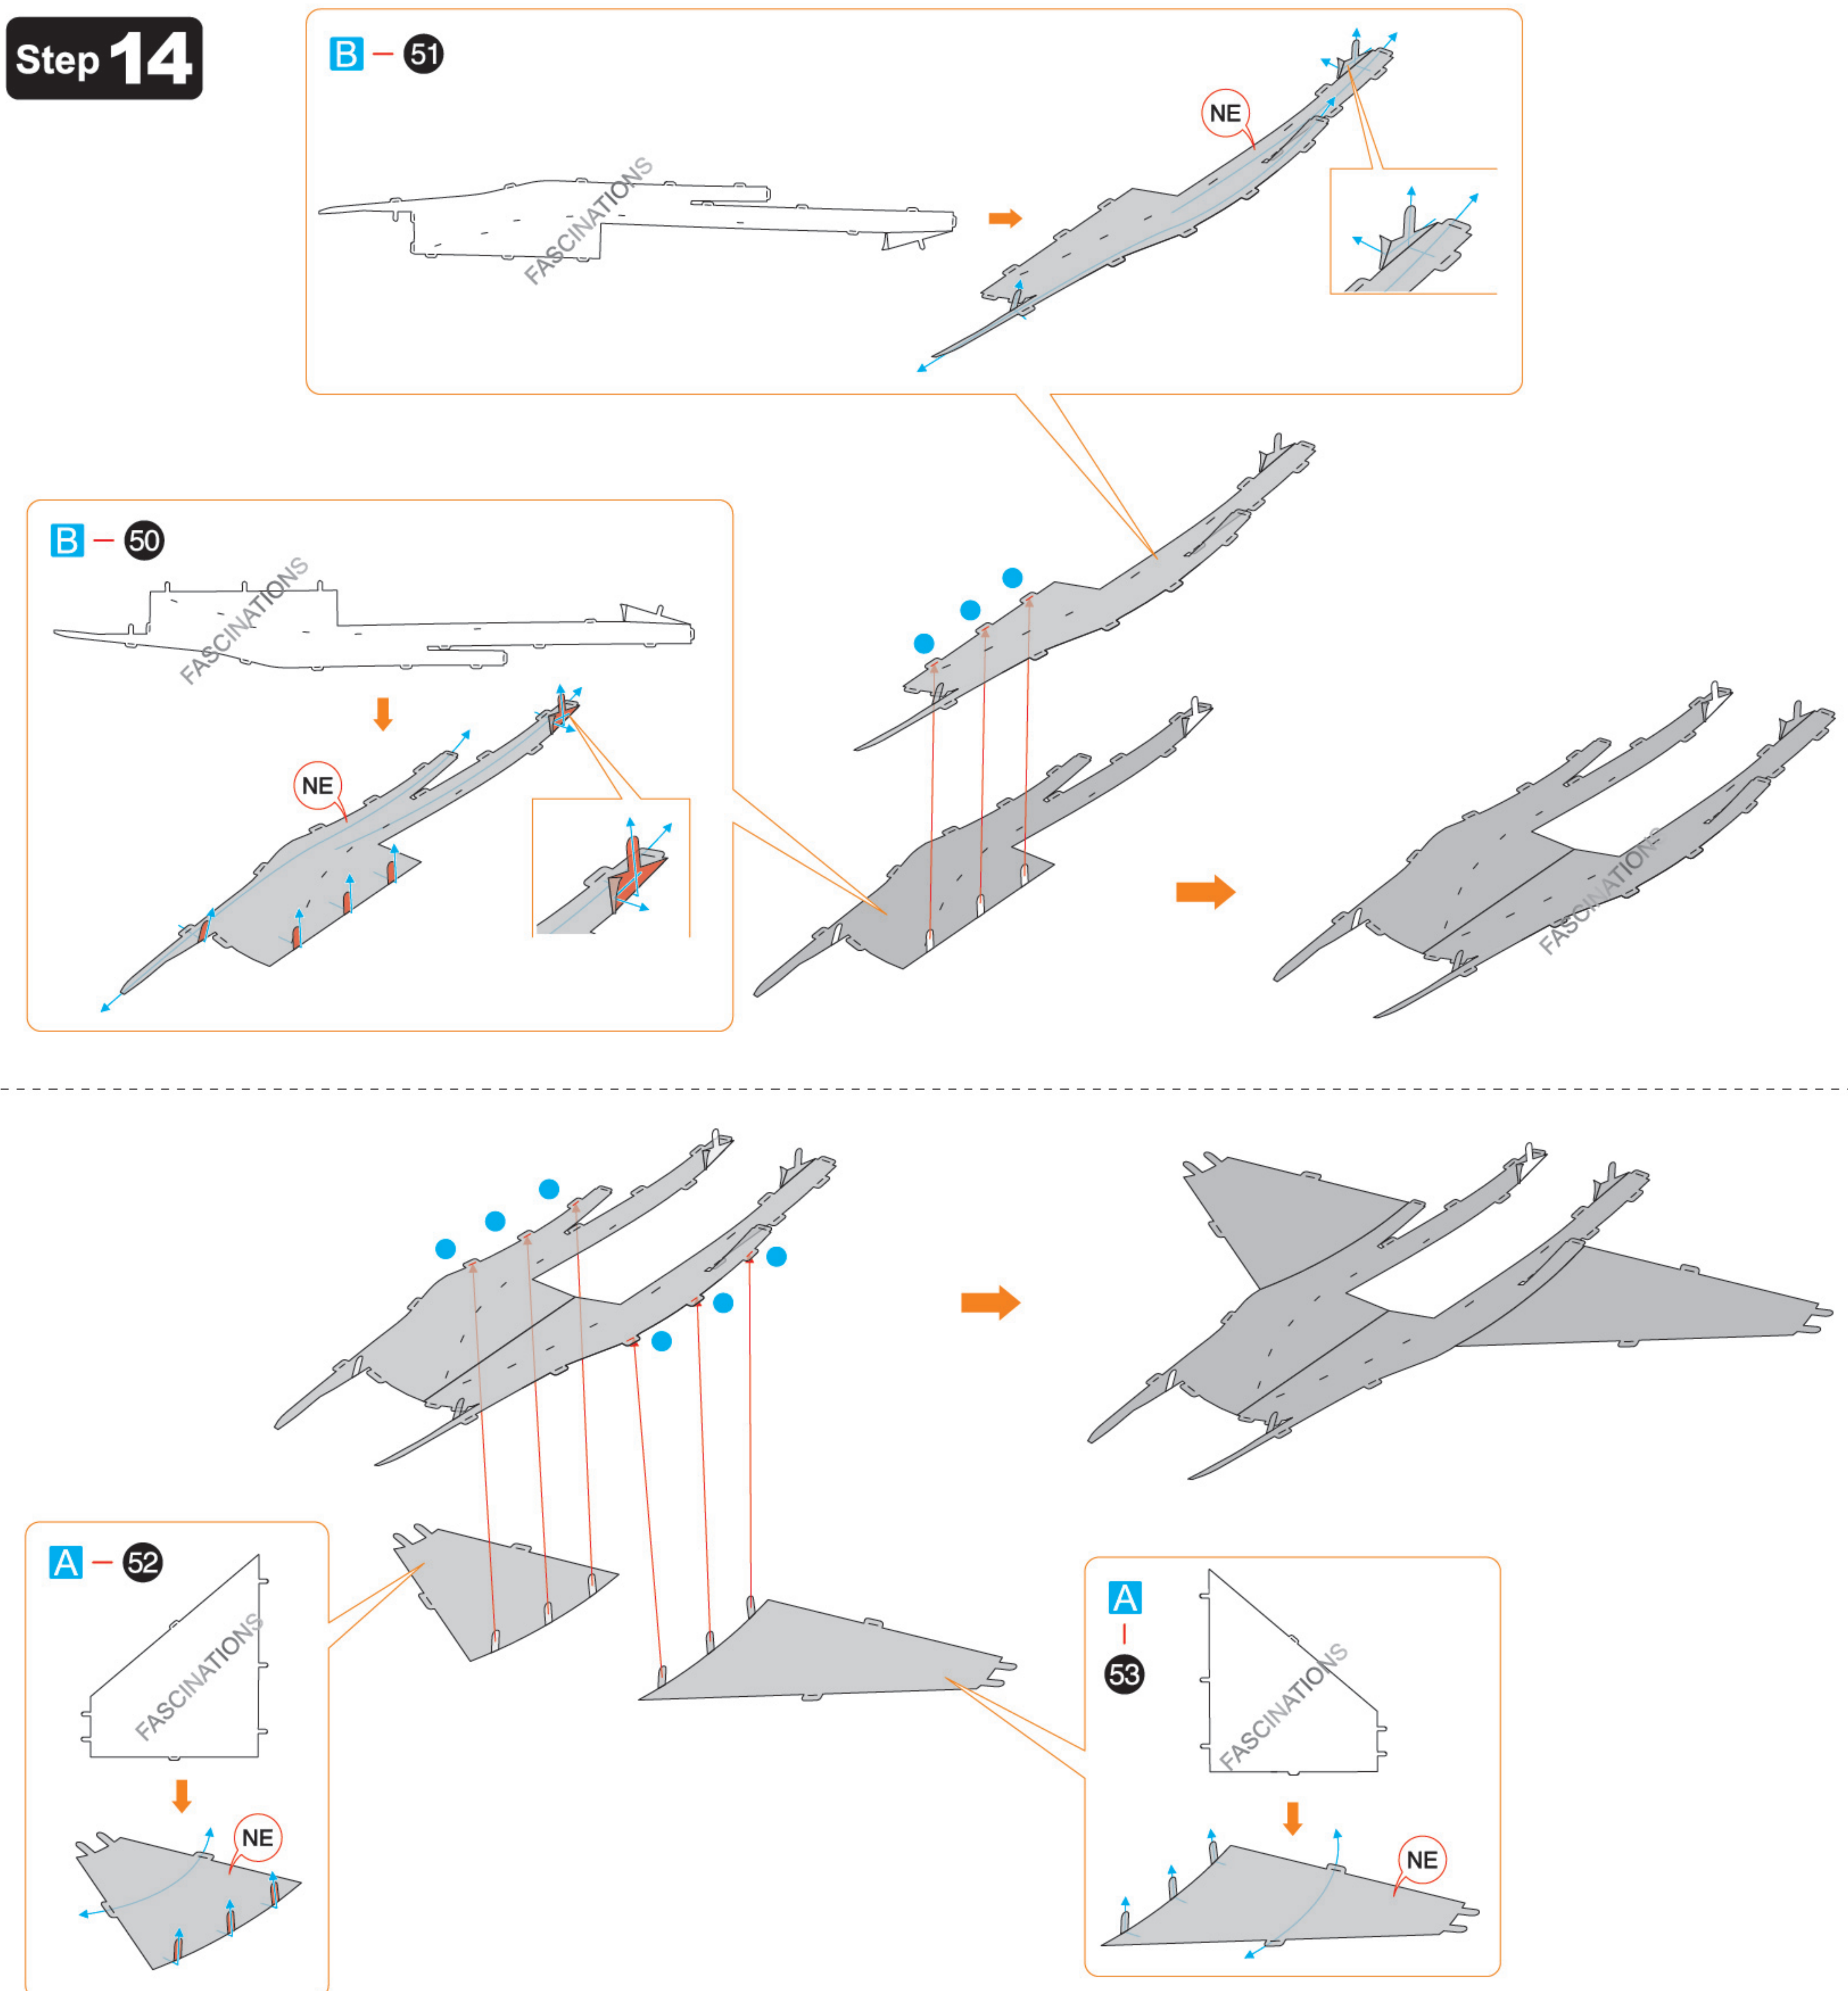 Step 14
B – 51
NE
FASCINATIONS
B – 50
FASCINATIONS
NE
FASCINATIONS
A – 52
FASCINATIONS
NE
A
53
FASCINATIONS
NE